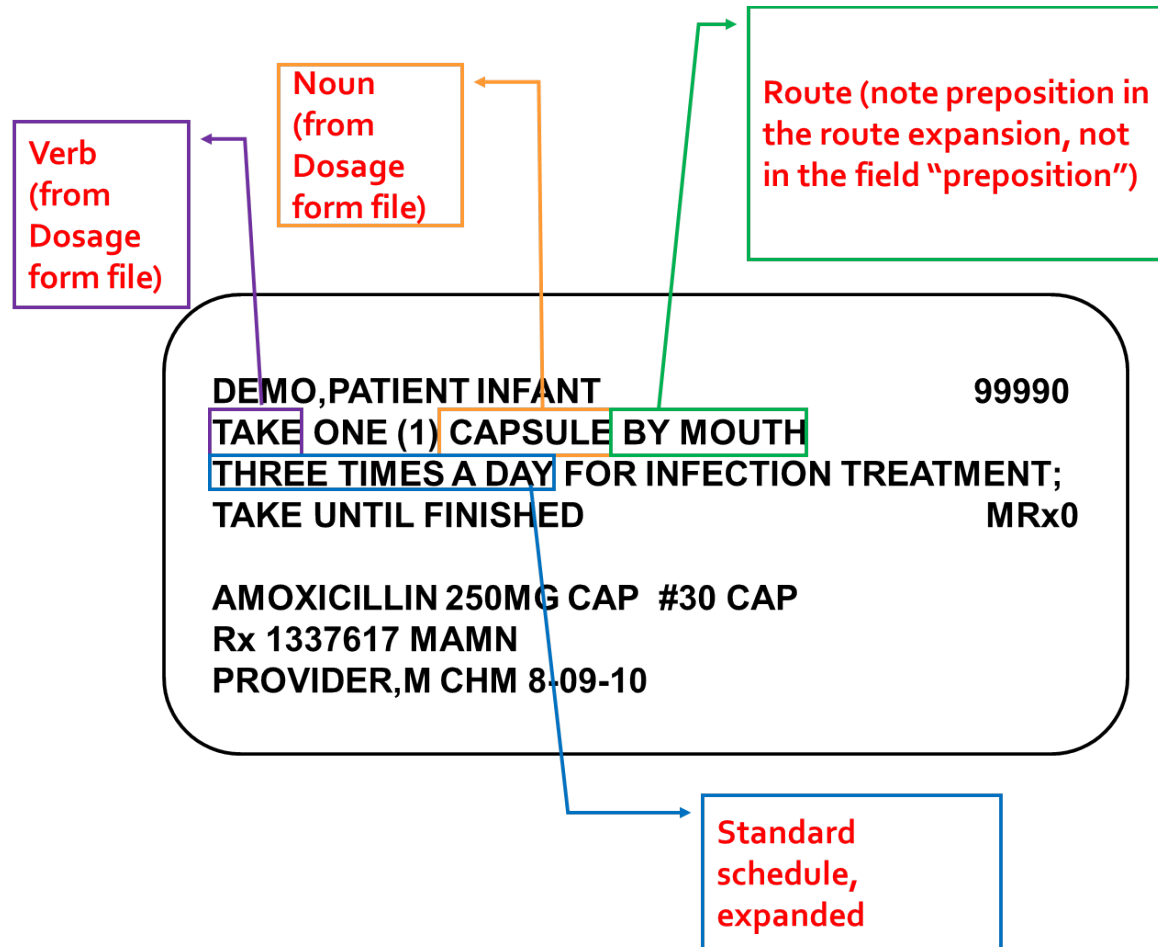 Verb
(from
Dosage
form file)
Noun
(from
Dosage
form file)
Route (note preposition in
the route expansion, not
in the field “preposition”)
DEMO,PATIENT INFANT 99990
TAKE ONE (1) CAPSULE BY MOUTH
THREE TIMES A DAY FOR INFECTION TREATMENT;
TAKE UNTIL FINISHED MRx0
AMOXICILLIN 250MG CAP #30 CAP
Rx 1337617 MAMN
PROVIDER,M CHM 8-09-10
Standard
schedule,
expanded